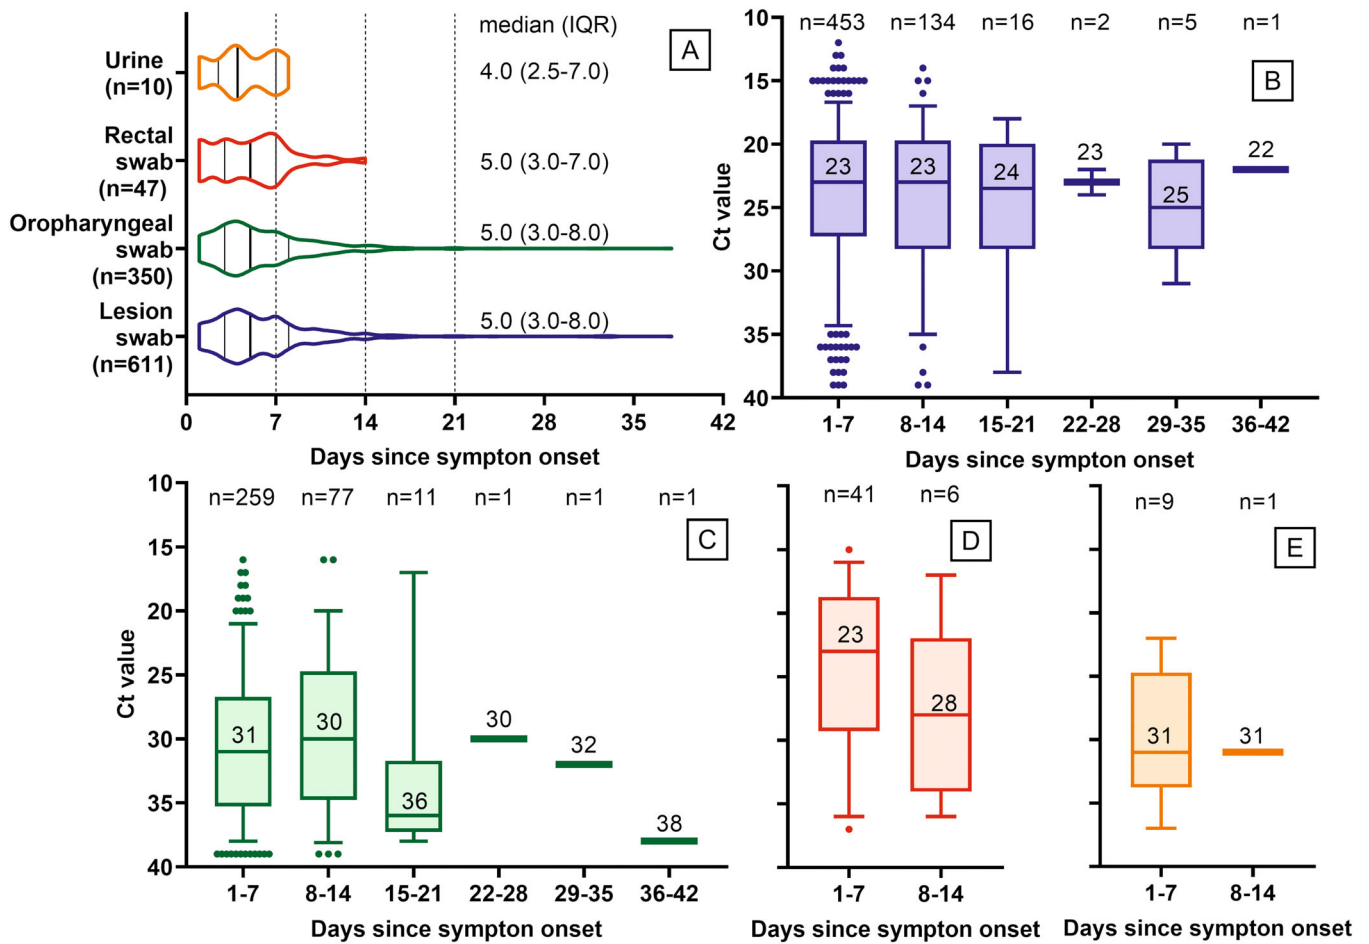 median (IQR)
A
Urine
(n=10)
4.0 (2.5-7.0)
Rectal
swab
(n=47)
5.0 (3.0-7.0)
Oropharyngeal
swab
(n=350)
5.0 (3.0-8.0)
Lesion
swab
(n=611)
5.0 (3.0-8.0)
0 7 14 21 28 35 42
Days since sympton onset
B
n=453 n=134 n=16 n=2 n=5 n=1
10
15
20
25
30
35
40
Ct value
23 23 24 23 25 22
1-7 8-14 15-21 22-28 29-35 36-42
Days since sympton onset
C
n=259 n=77 n=11 n=1 n=1 n=1
10
15
20
25
30
35
40
Ct value
31 30 36 30 32 38
1-7 8-14 15-21 22-28 29-35 36-42
Days since sympton onset
n=41 n=6
D
23 28
1-7 8-14
Days since sympton onset
n=9 n=1
E
31 31
1-7 8-14
Days since sympton onset